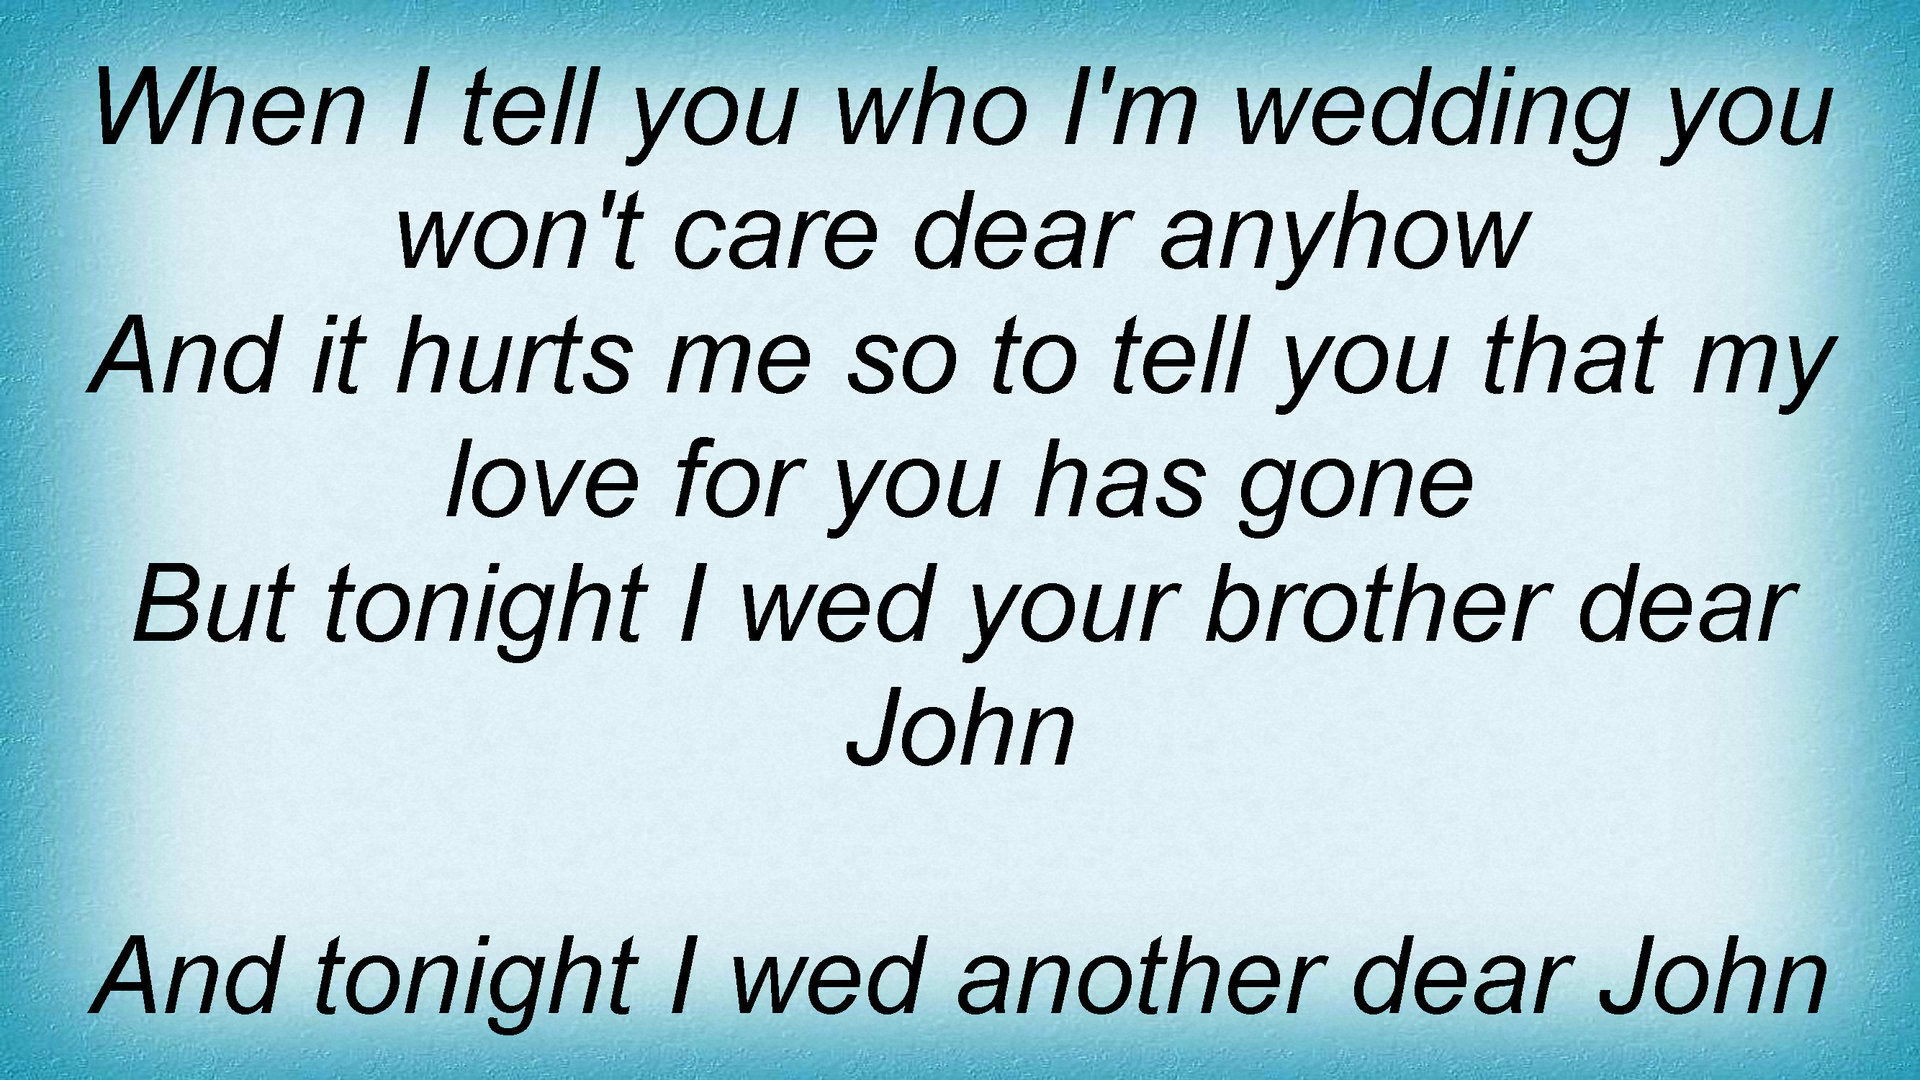 When I tell you who I'm wedding you
won't care dear anyhow
And it hurts me so to tell you that my
love for you has gone
But tonight I wed your brother dear
John
And tonight I wed another dear John